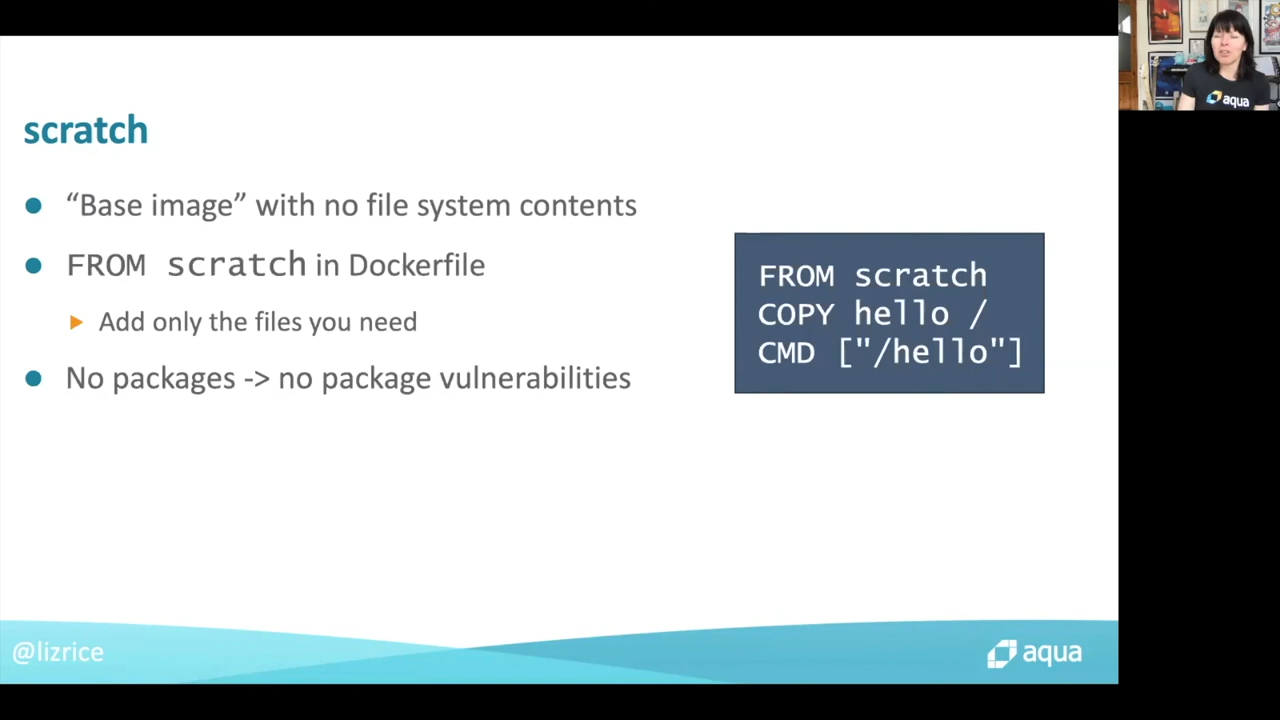 scratch
“Base image” with no file system contents
FROM scratch in Dockerfile
Add only the files you need
No packages -> no package vulnerabilities
FROM scratch
COPY hello /
CMD ["/hello"]
@lizrice
aqua
aqua